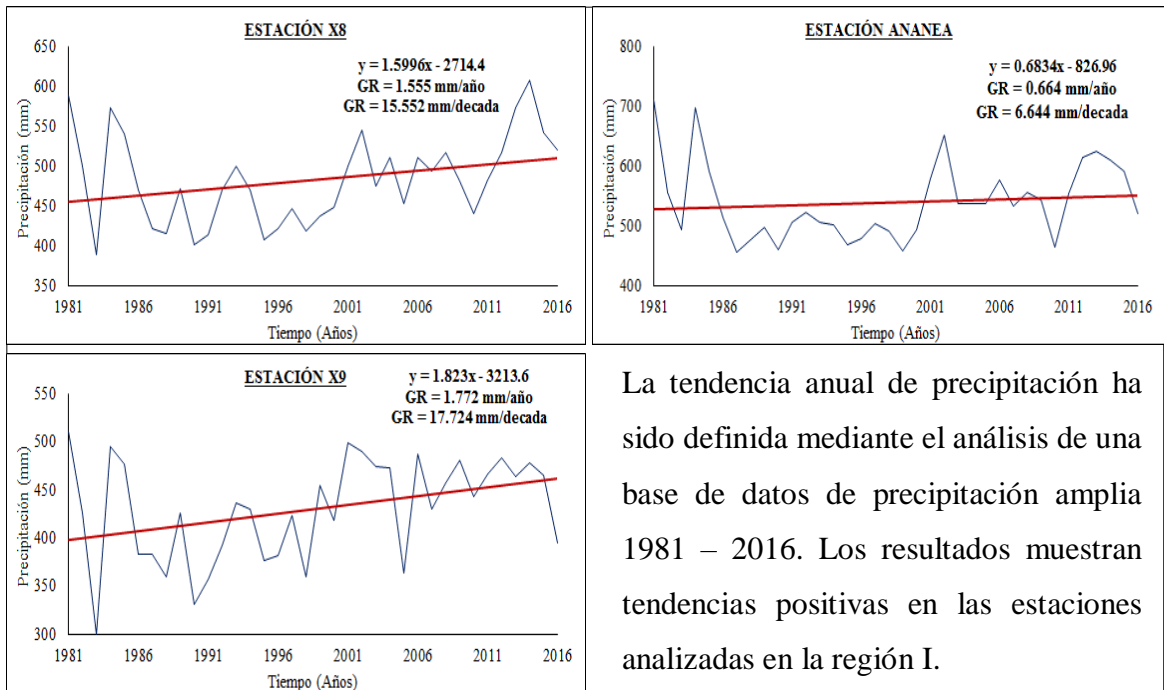 ESTACIÓN X8
y = 1.5996x - 2714.4
GR = 1.555 mm/año
GR = 15.552 mm/decada
Precipitación (mm)
650
600
550
500
450
400
350
1981 1986 1991 1996 2001 2006 2011 2016
Tiempo (Años)
ESTACIÓN ANANEA
y = 0.6834x - 826.96
GR = 0.664 mm/año
GR = 6.644 mm/decada
Precipitación (mm)
800
700
600
500
400
1981 1986 1991 1996 2001 2006 2011 2016
Tiempo (Años)
ESTACIÓN X9
y = 1.823x - 3213.6
GR = 1.772 mm/año
GR = 17.724 mm/decada
Precipitación (mm)
550
500
450
400
350
300
1981 1986 1991 1996 2001 2006 2011 2016
Tiempo (Años)
La tendencia anual de precipitación ha
sido definida mediante el análisis de una
base de datos de precipitación amplia
1981 – 2016. Los resultados muestran
tendencias positivas en las estaciones
analizadas en la región I.